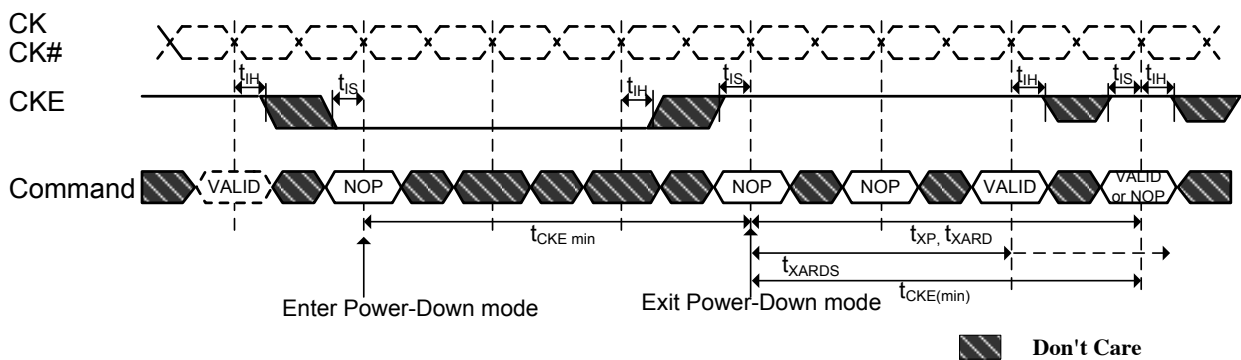 CK
CK#
tIH tIS tIH tIS tIH tIS tIH
CKE
Command VALID NOP NOP NOP VALID VALID or NOP
tCKE min tXP, tXARD
tXARDS
tCKE(min)
Enter Power-Down mode Exit Power-Down mode
Don't Care